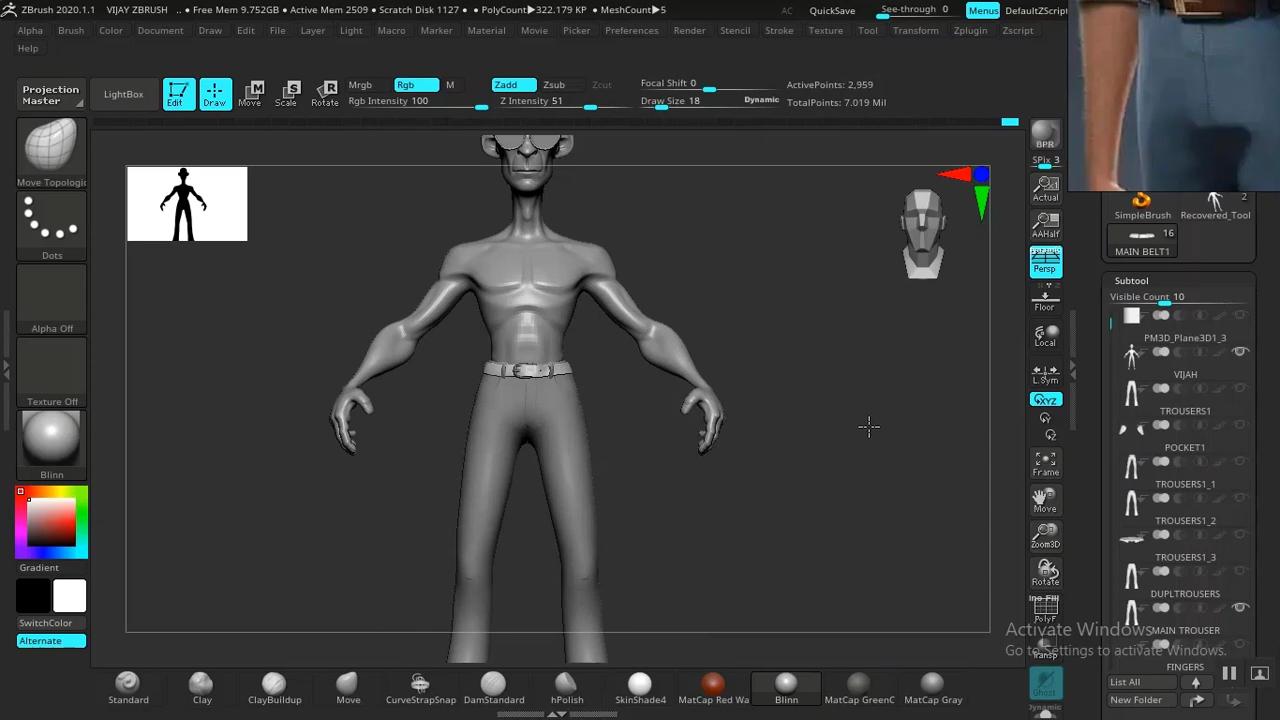 ZBrush 2020.1.1 VIJAY ZBRUSH .. ● Free Mem 9.752GB ● Active Mem 2509 ● Scratch Disk 1127 ● PolyCount▶322.179 KP ● MeshCount▶5 AC QuickSave See-through 0 Menus DefaultZScript
Alpha Brush Color Document Draw Edit File Layer Light Macro Marker Material Movie Picker Preferences Render Stencil Stroke Texture Tool Transform Zplugin Zscript
Help
Projection Master
LightBox
Edit
Draw
Move
Scale
Rotate
Mrgb Rgb M
Rgb Intensity 100
Zadd Zsub Zcut
Z Intensity 51
Focal Shift 0
Draw Size 18
Dynamic
ActivePoints: 2,959
TotalPoints: 7.019 Mil
Move Topologic
Dots
Alpha Off
Texture Off
Blinn
Gradient
SwitchColor
Alternate
BPR
SPix 3
Actual
AAHalf
Persp
Floor
Local
L.Sym
XYZ
Frame
Move
Zoom3D
Rotate
PolyF
Transp
Ghost
Dynamic
SimpleBrush
2
Recovered_Tool
16
MAIN BELT1
Subtool
Visible Count 10
PM3D_Plane3D1_3
VIJAH
TROUSERS1
POCKET1
TROUSERS1_1
TROUSERS1_2
TROUSERS1_3
DUPLTROUSERS
MAIN TROUSER
FINGERS
List All
New Folder
Activate Windows
Go to Settings to activate Windows.
Standard
Clay
ClayBuildup
Move
CurveStrapSnap
DamStandard
hPolish
SkinShade4
MatCap Red Wa
Blinn
MatCap GreenC
MatCap Gray